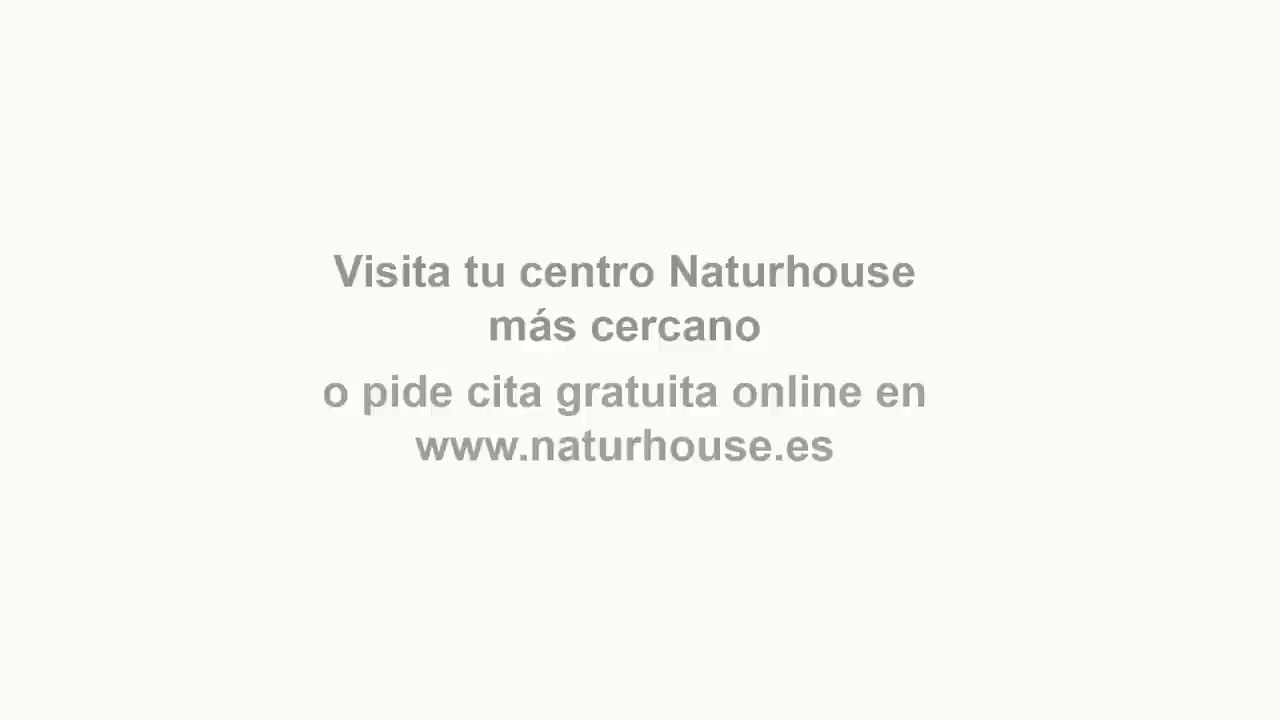 Visita tu centro Naturhouse
más cercano
o pide cita gratuita online en
www.naturhouse.es